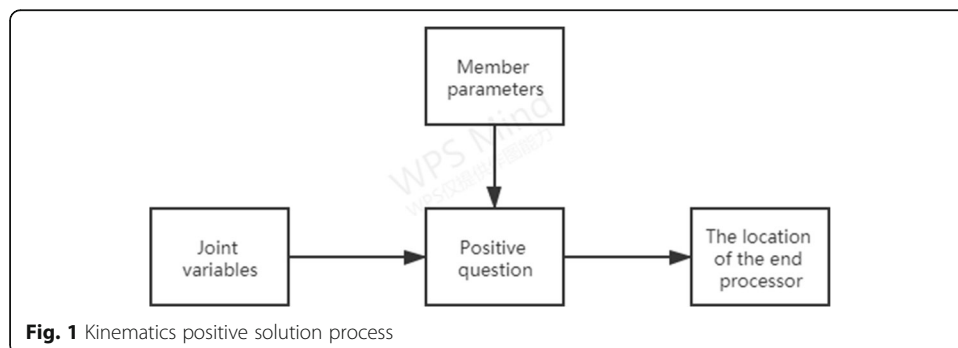 Member
parameters
WPS Mind
Joint
variables
Positive
question
The location
of the end
processor
Fig. 1 Kinematics positive solution process